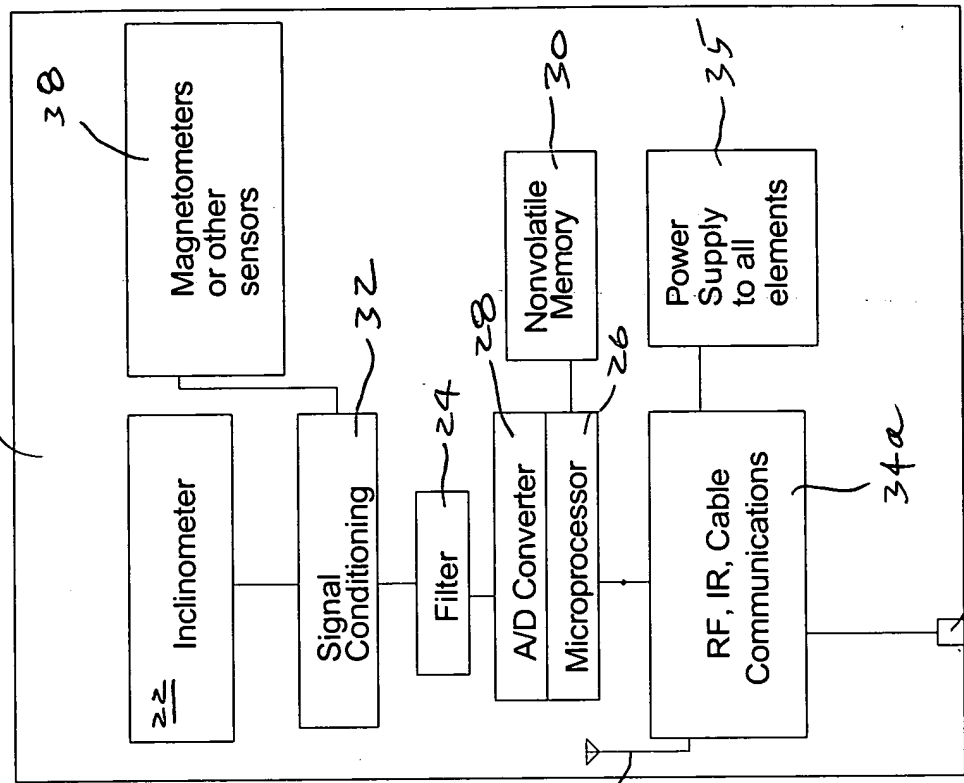 38
Magnetometers
or other
sensors
22
Inclinometer
32
Signal
Conditioning
24
Filter
28
A/D Converter
Microprocessor
26
30
Nonvolatile
Memory
35
Power
Supply
to all
elements
RF, IR, Cable
Communications
34a